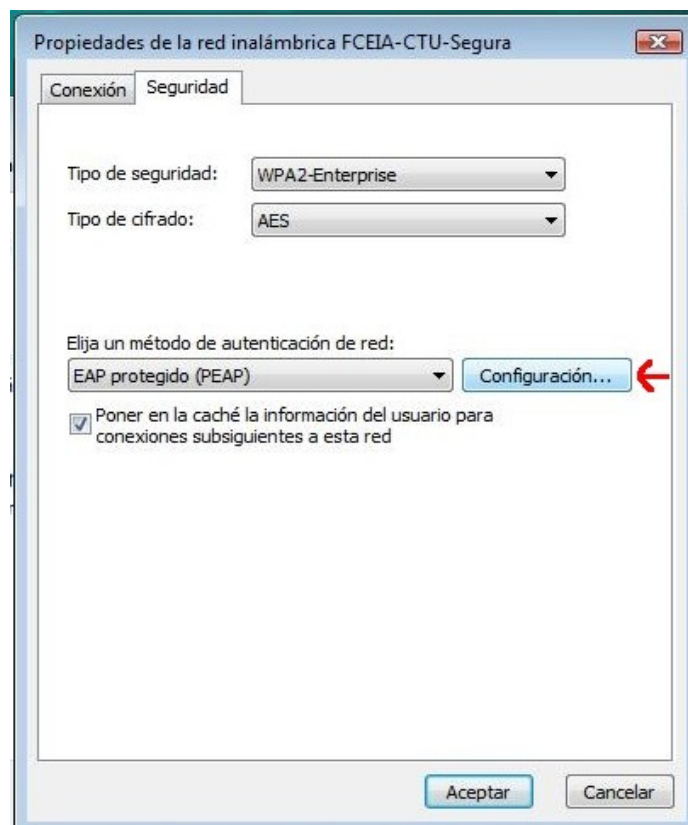 Propiedades de la red inalámbrica FCEIA-CTU-Segura
Conexión
Seguridad
Tipo de seguridad:
WPA2-Enterprise
Tipo de cifrado:
AES
Elija un método de autenticación de red:
EAP protegido (PEAP)
Configuración...
Poner en la caché la información del usuario para
conexiones subsiguientes a esta red
Aceptar
Cancelar